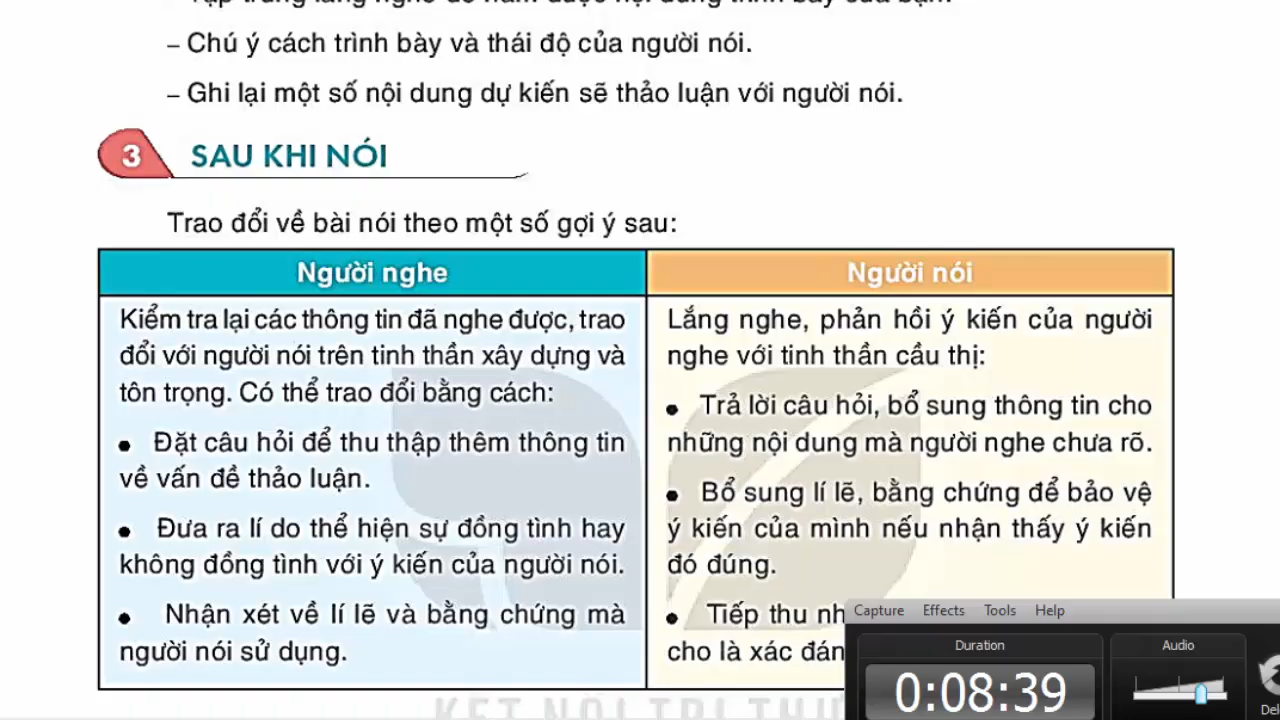 – Chú ý cách trình bày và thái độ của người nói.
– Ghi lại một số nội dung dự kiến sẽ thảo luận với người nói.
3 SAU KHI NÓI
Trao đổi về bài nói theo một số gợi ý sau:
Người nghe
Kiểm tra lại các thông tin đã nghe được, trao
đổi với người nói trên tinh thần xây dựng và
tôn trọng. Có thể trao đổi bằng cách:
• Đặt câu hỏi để thu thập thêm thông tin
về vấn đề thảo luận.
• Đưa ra lí do thể hiện sự đồng tình hay
không đồng tình với ý kiến của người nói.
• Nhận xét về lí lẽ và bằng chứng mà
người nói sử dụng.
Người nói
Lắng nghe, phản hồi ý kiến của người
nghe với tinh thần cầu thị:
• Trả lời câu hỏi, bổ sung thông tin cho
những nội dung mà người nghe chưa rõ.
• Bổ sung lí lẽ, bằng chứng để bảo vệ
ý kiến của mình nếu nhận thấy ý kiến
đó đúng.
• Tiếp thu
cho là xác
Capture Effects Tools Help
Duration
0:08:39
Audio